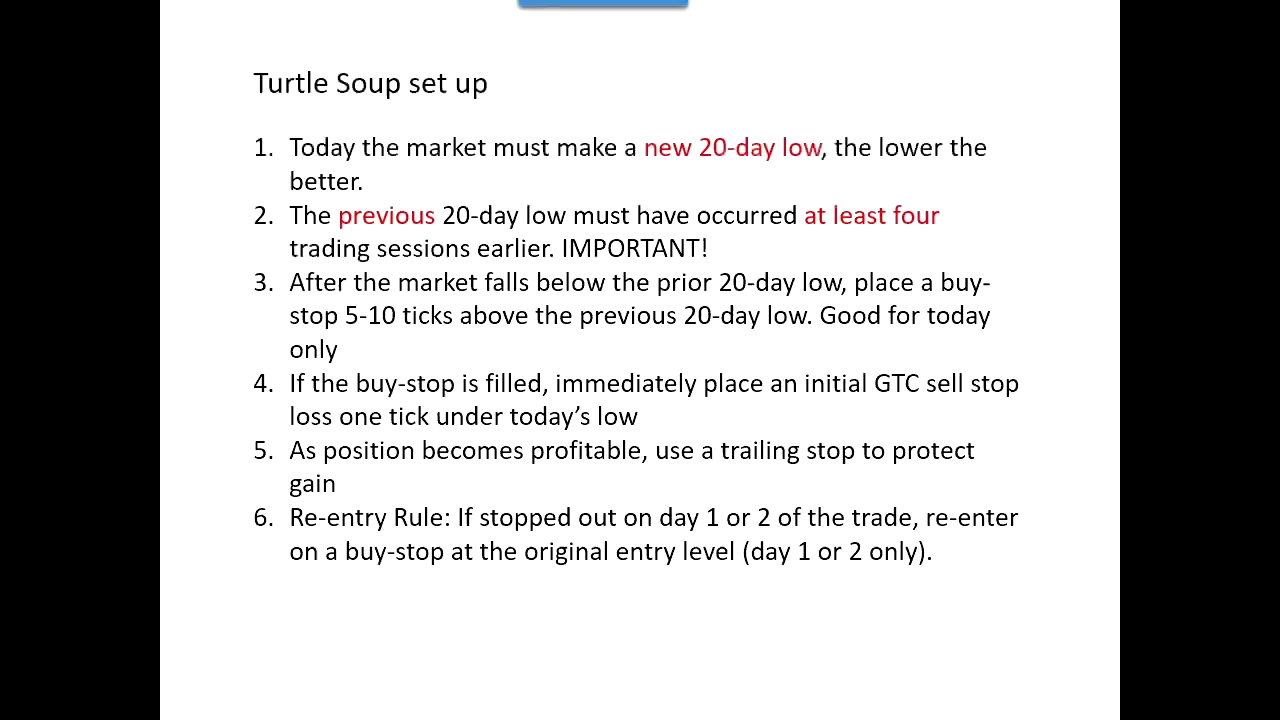 Turtle Soup set up
1. Today the market must make a new 20-day low, the lower the
better.
2. The previous 20-day low must have occurred at least four
trading sessions earlier. IMPORTANT!
3. After the market falls below the prior 20-day low, place a buy-
stop 5-10 ticks above the previous 20-day low. Good for today
only
4. If the buy-stop is filled, immediately place an initial GTC sell stop
loss one tick under today’s low
5. As position becomes profitable, use a trailing stop to protect
gain
6. Re-entry Rule: If stopped out on day 1 or 2 of the trade, re-enter
on a buy-stop at the original entry level (day 1 or 2 only).